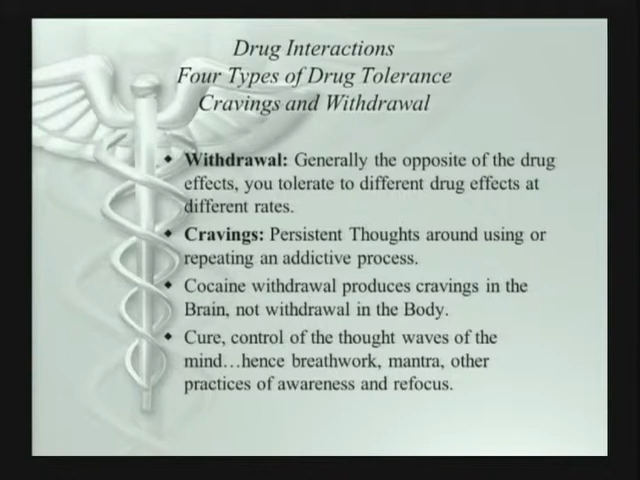 Drug Interactions
Four Types of Drug Tolerance
Cravings and Withdrawal
Withdrawal: Generally the opposite of the drug
effects, you tolerate to different drug effects at
different rates.
Cravings: Persistent Thoughts around using or
repeating an addictive process.
Cocaine withdrawal produces cravings in the
Brain, not withdrawal in the Body.
Cure, control of the thought waves of the
mind…hence breathwork, mantra, other
practices of awareness and refocus.